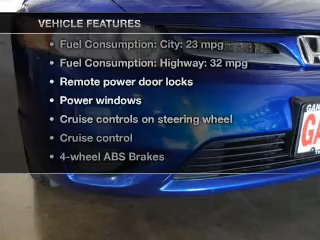 VEHICLE FEATURES
• Fuel Consumption: City: 23 mpg
• Fuel Consumption: Highway: 32 mpg
• Remote power door locks
• Power windows
• Cruise controls on steering wheel
• Cruise control
• 4-wheel ABS Brakes